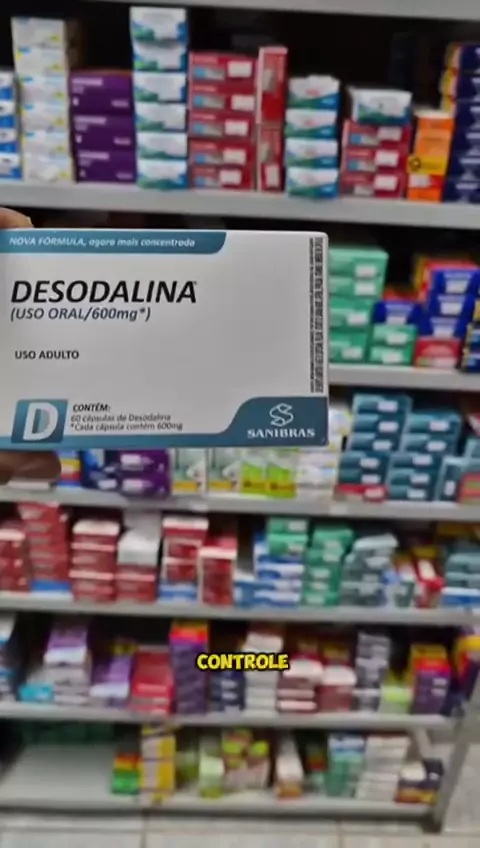 NOVA FÓRMULA, agora mais concentrada
DESODALINA
(USO ORAL/600mg*)
USO ADULTO
D
CONTÉM:
60 cápsulas de Desodalina
*Cada cápsula contém 600mg
SANIBRAS
CONTROLE